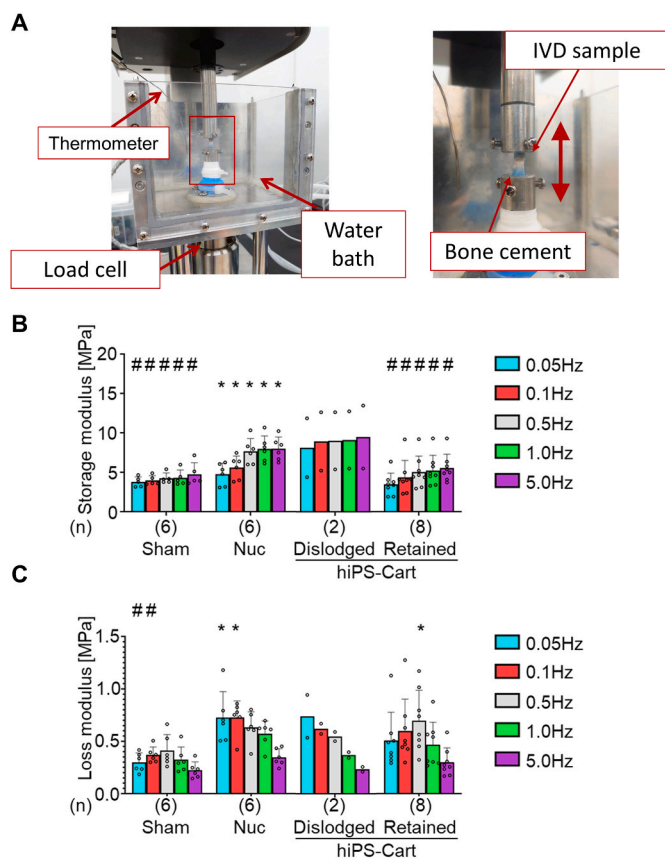 A
IVD sample
Thermometer
Water
bath
Load cell
Bone cement
B
Storage modulus [MPa]
20
15
10
5
0
##### ***** #####
0.05Hz
0.1Hz
0.5Hz
1.0Hz
5.0Hz
(n) (6) (6) (2) (8)
Sham Nuc Dislodged Retained
hiPS-Cart
C
Loss modulus [MPa]
1.5
1.0
0.5
0.0
## ** *
0.05Hz
0.1Hz
0.5Hz
1.0Hz
5.0Hz
(n) (6) (6) (2) (8)
Sham Nuc Dislodged Retained
hiPS-Cart